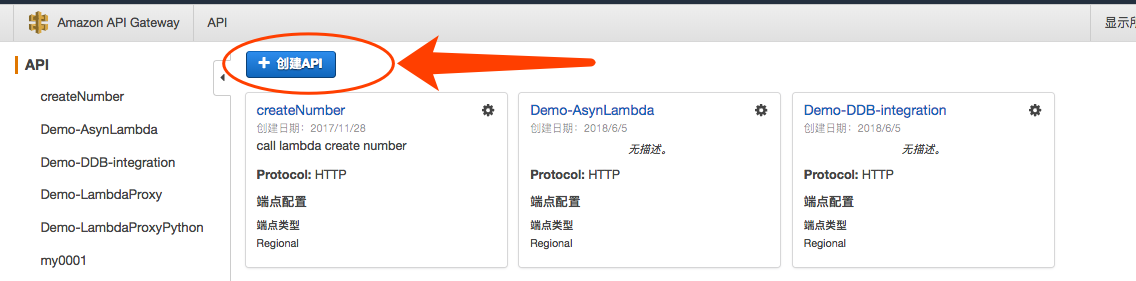 Amazon API Gateway
API
显示所
API
createNumber
Demo-AsynLambda
Demo-DDB-integration
Demo-LambdaProxy
Demo-LambdaProxyPython
my0001
+ 创建API
createNumber
创建日期：2017/11/28
call lambda create number
Protocol: HTTP
端点配置
端点类型
Regional
Demo-AsynLambda
创建日期：2018/6/5
无描述。
Protocol: HTTP
端点配置
端点类型
Regional
Demo-DDB-integration
创建日期：2018/6/5
无描述。
Protocol: HTTP
端点配置
端点类型
Regional